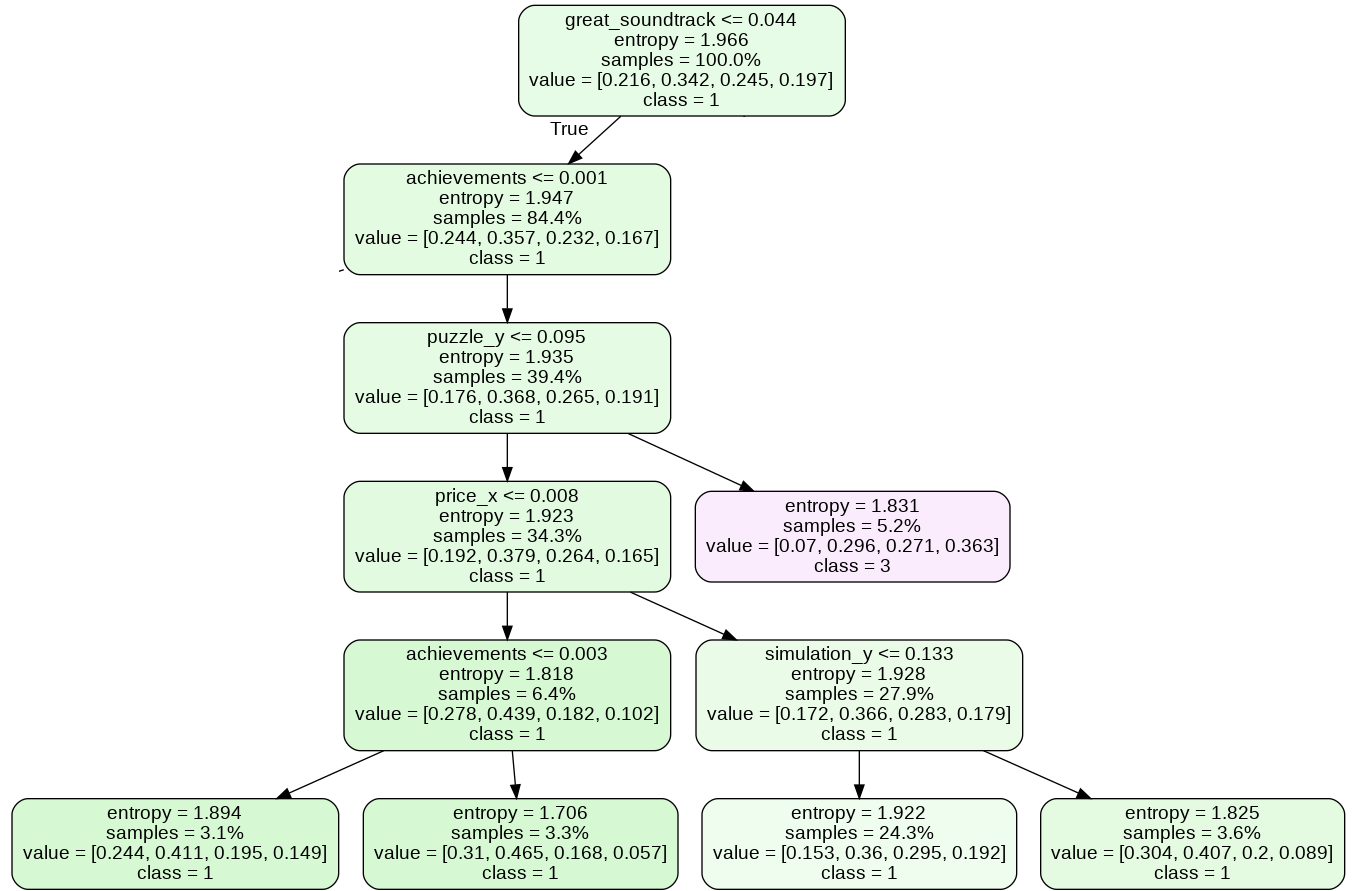 great_soundtrack <= 0.044
entropy = 1.966
samples = 100.0%
value = [0.216, 0.342, 0.245, 0.197]
class = 1
True
achievements <= 0.001
entropy = 1.947
samples = 84.4%
value = [0.244, 0.357, 0.232, 0.167]
class = 1
puzzle_y <= 0.095
entropy = 1.935
samples = 39.4%
value = [0.176, 0.368, 0.265, 0.191]
class = 1
price_x <= 0.008
entropy = 1.923
samples = 34.3%
value = [0.192, 0.379, 0.264, 0.165]
class = 1
entropy = 1.831
samples = 5.2%
value = [0.07, 0.296, 0.271, 0.363]
class = 3
achievements <= 0.003
entropy = 1.818
samples = 6.4%
value = [0.278, 0.439, 0.182, 0.102]
class = 1
simulation_y <= 0.133
entropy = 1.928
samples = 27.9%
value = [0.172, 0.366, 0.283, 0.179]
class = 1
entropy = 1.894
samples = 3.1%
value = [0.244, 0.411, 0.195, 0.149]
class = 1
entropy = 1.706
samples = 3.3%
value = [0.31, 0.465, 0.168, 0.057]
class = 1
entropy = 1.922
samples = 24.3%
value = [0.153, 0.36, 0.295, 0.192]
class = 1
entropy = 1.825
samples = 3.6%
value = [0.304, 0.407, 0.2, 0.089]
class = 1